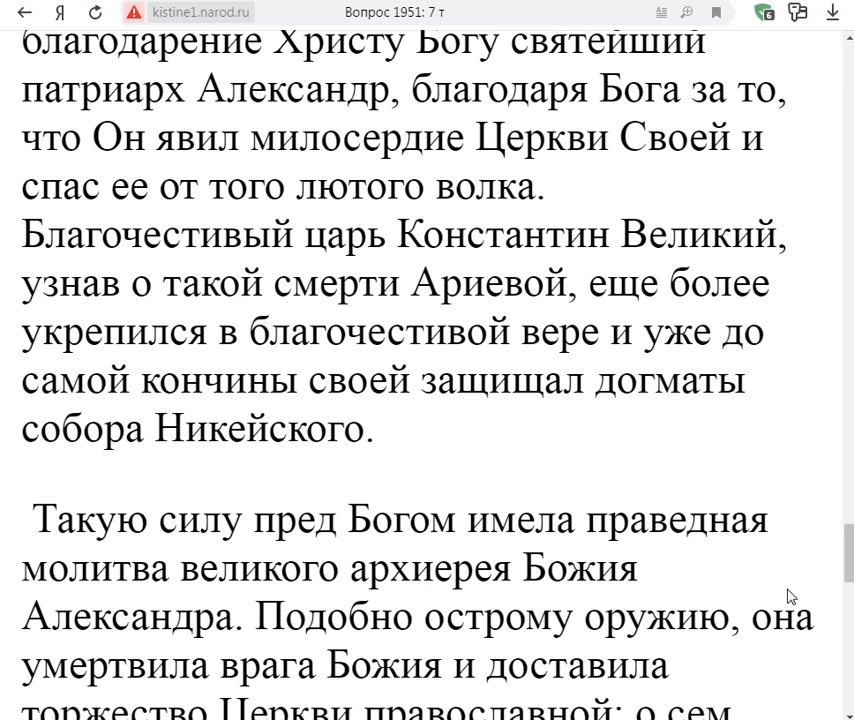 kistine1.narod.ru Вопрос 1951: 7 т 6
благодарение Христу Богу святейший
патриарх Александр, благодаря Бога за то,
что Он явил милосердие Церкви Своей и
спас ее от того лютого волка.
Благочестивый царь Константин Великий,
узнав о такой смерти Ариевой, еще более
укрепился в благочестивой вере и уже до
самой кончины своей защищал догматы
собора Никейского.
Такую силу пред Богом имела праведная
молитва великого архиерея Божия
Александра. Подобно острому оружию, она
умертвила врага Божия и доставила
торжество Церкви православной; о сем